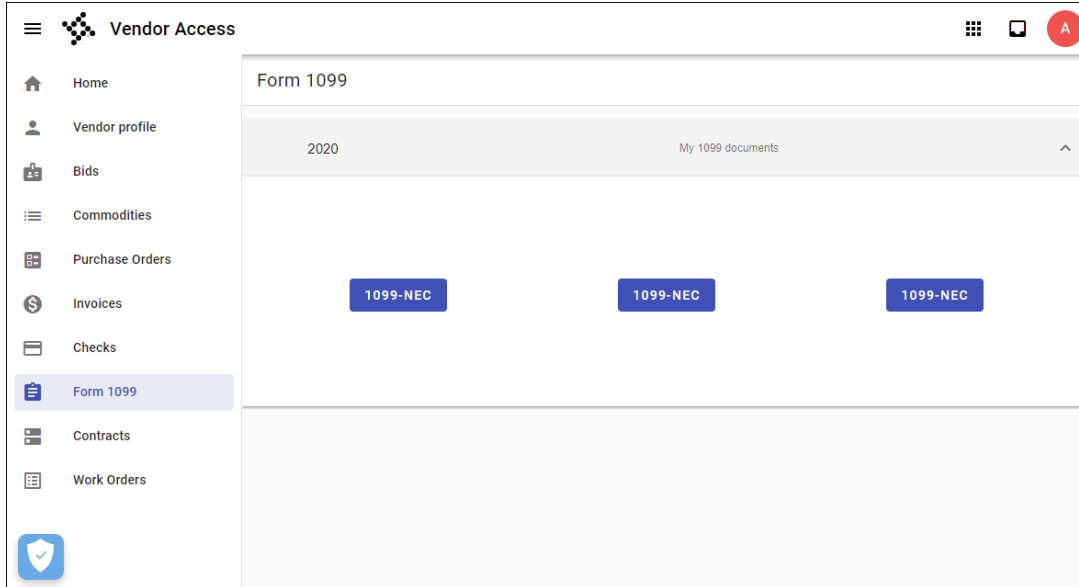 Vendor Access
A
Home
Vendor profile
Bids
Commodities
Purchase Orders
Invoices
Checks
Form 1099
Contracts
Work Orders
Form 1099
2020 My 1099 documents
1099-NEC 1099-NEC 1099-NEC